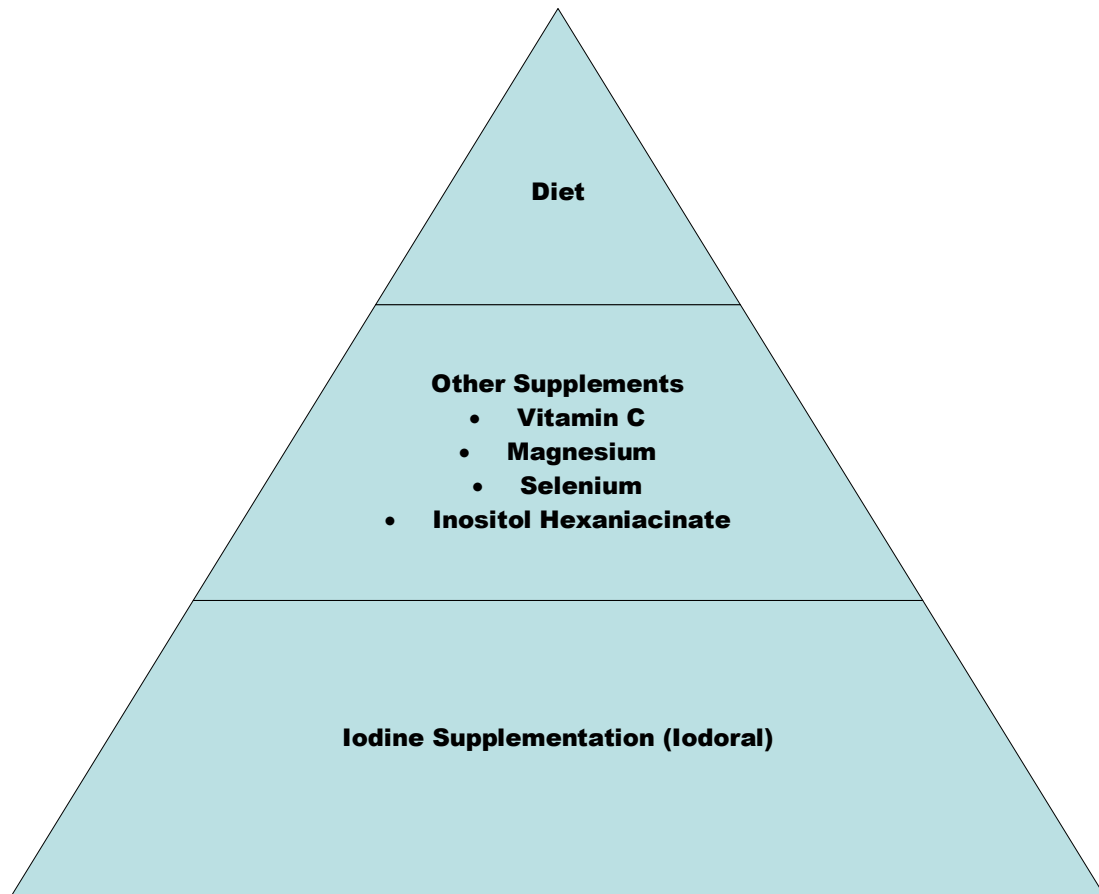 Diet
Other Supplements
• Vitamin C
• Magnesium
• Selenium
• Inositol Hexaniacinate
Iodine Supplementation (Iodoral)